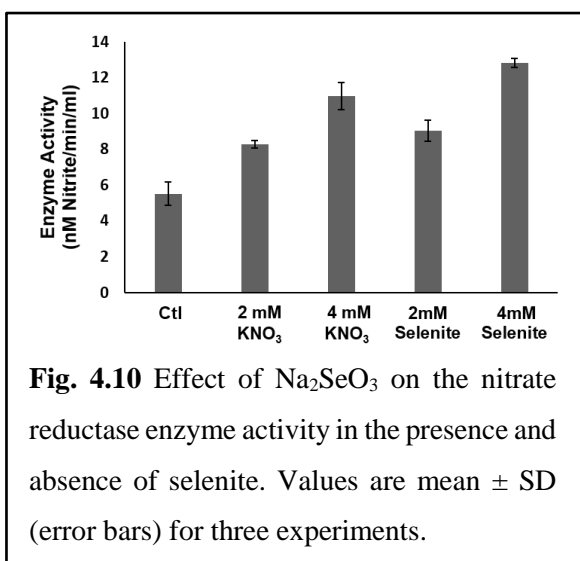 Enzyme Activity
(nM Nitrite/min/ml)
14
12
10
8
6
4
2
0
Ctl
2 mM
KNO₃
4 mM
KNO₃
2mM
Selenite
4mM
Selenite
Fig. 4.10 Effect of Na₂SeO₃ on the nitrate
reductase enzyme activity in the presence and
absence of selenite. Values are mean ± SD
(error bars) for three experiments.